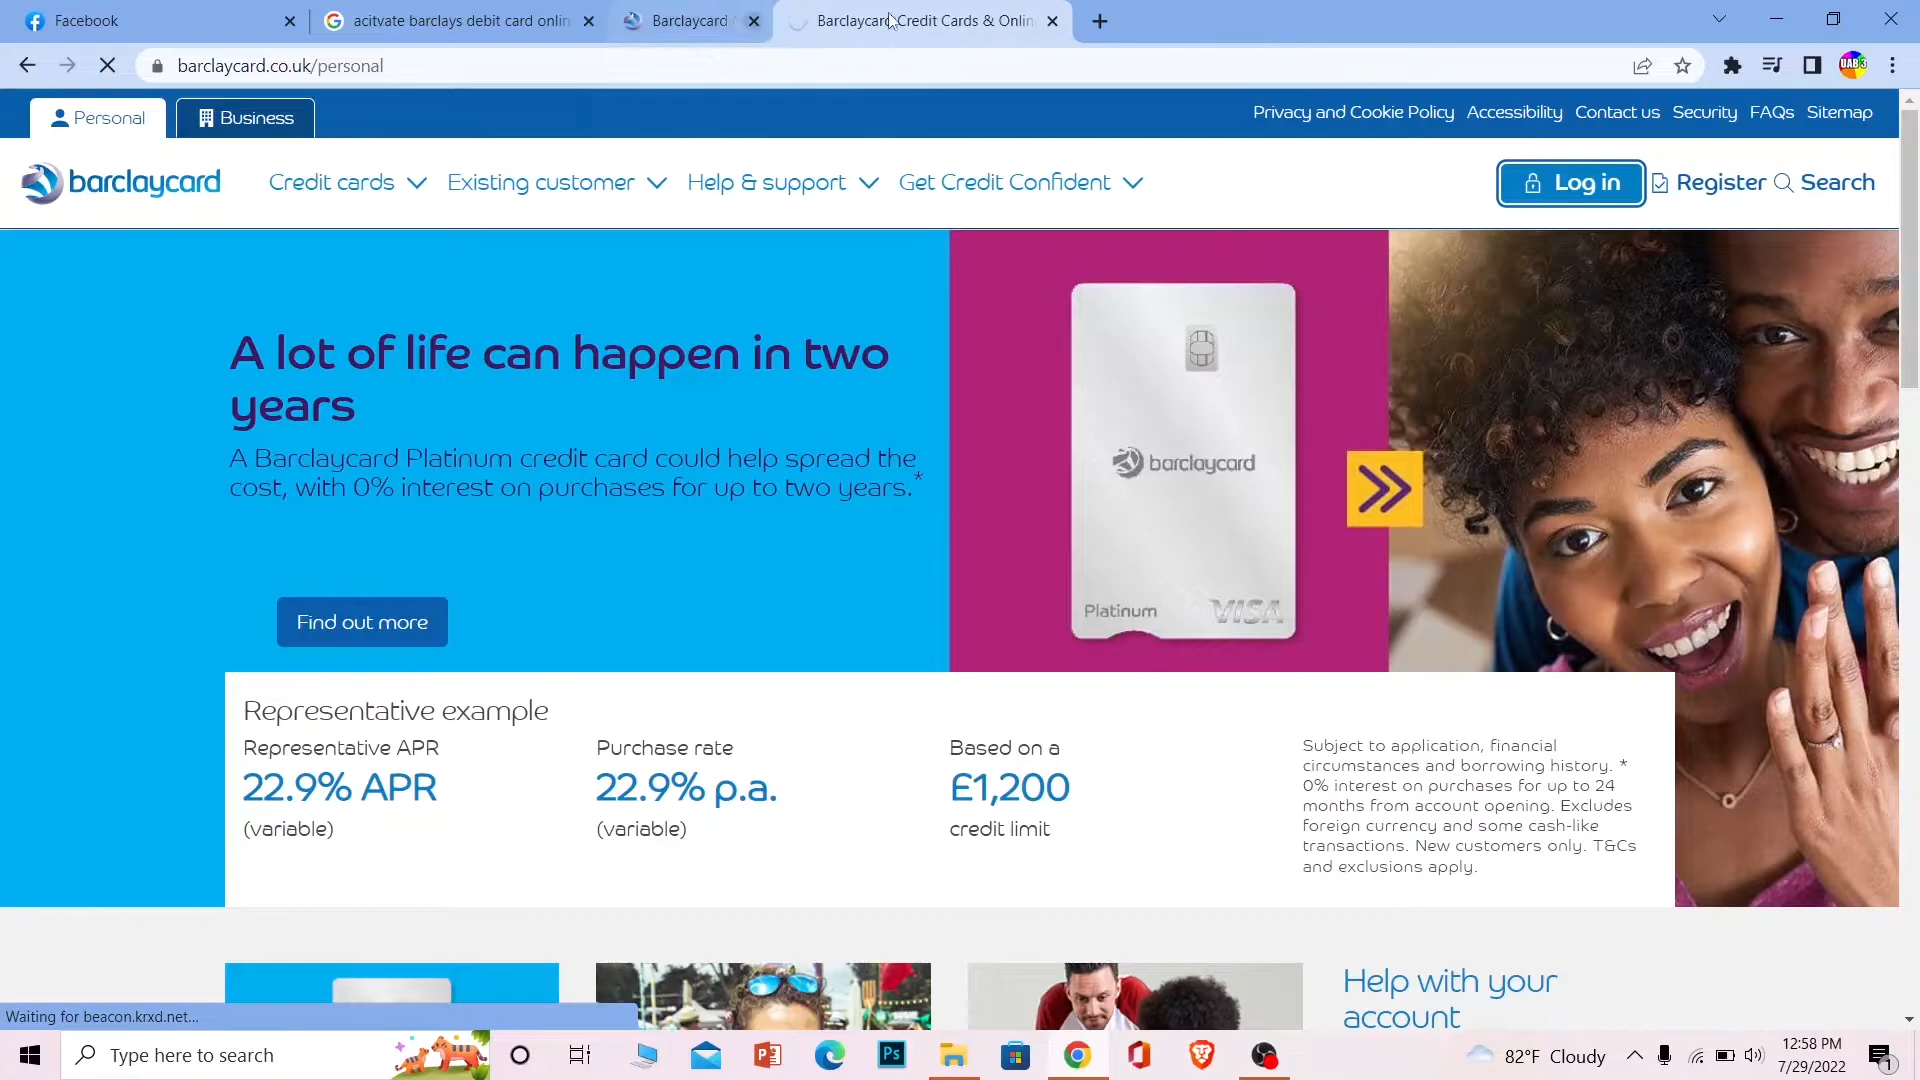 Facebook
acitvate barclays debit card onlin
Barclaycard
Barclaycard Credit Cards & Onlin
barclaycard.co.uk/personal
UAB 3
Personal
Business
Privacy and Cookie Policy Accessibility Contact us Security FAQs Sitemap
barclaycard
Credit cards
Existing customer
Help & support
Get Credit Confident
Log in
Register
Search
A lot of life can happen in two
years
A Barclaycard Platinum credit card could help spread the
cost, with 0% interest on purchases for up to two years.*
Find out more
barclaycard
Platinum
VISA
Representative example
Representative APR
22.9% APR
(variable)
Purchase rate
22.9% p.a.
(variable)
Based on a
£1,200
credit limit
Subject to application, financial
circumstances and borrowing history. *
0% interest on purchases for up to 24
months from account opening. Excludes
foreign currency and some cash-like
transactions. New customers only. T&Cs
and exclusions apply.
Help with your
account
Waiting for beacon.krxd.net...
Type here to search
Ps
82°F Cloudy
12:58 PM
7/29/2022
1